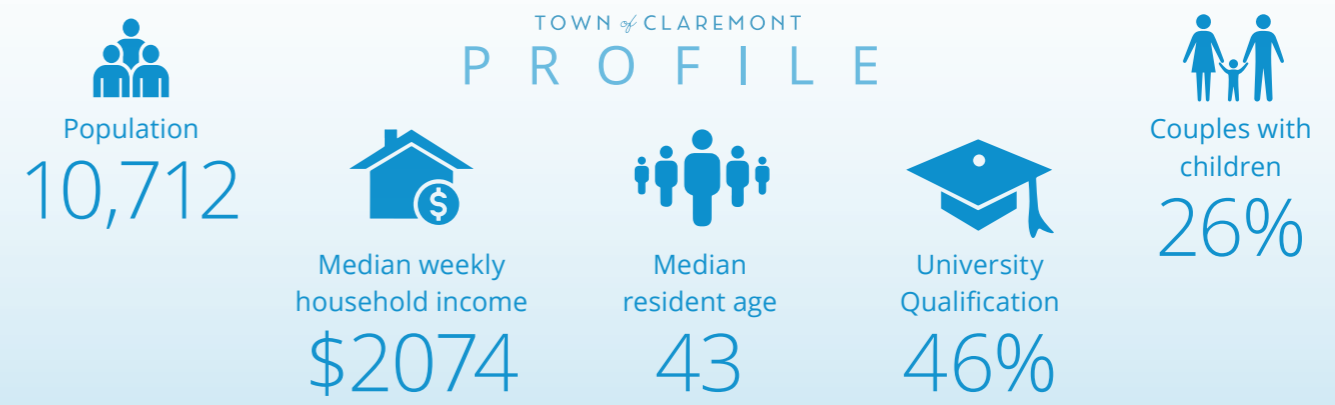 TOWN of CLAREMONT
PROFILE
Population
10,712
Median weekly
household income
$2074
Median
resident age
43
University
Qualification
46%
Couples with
children
26%